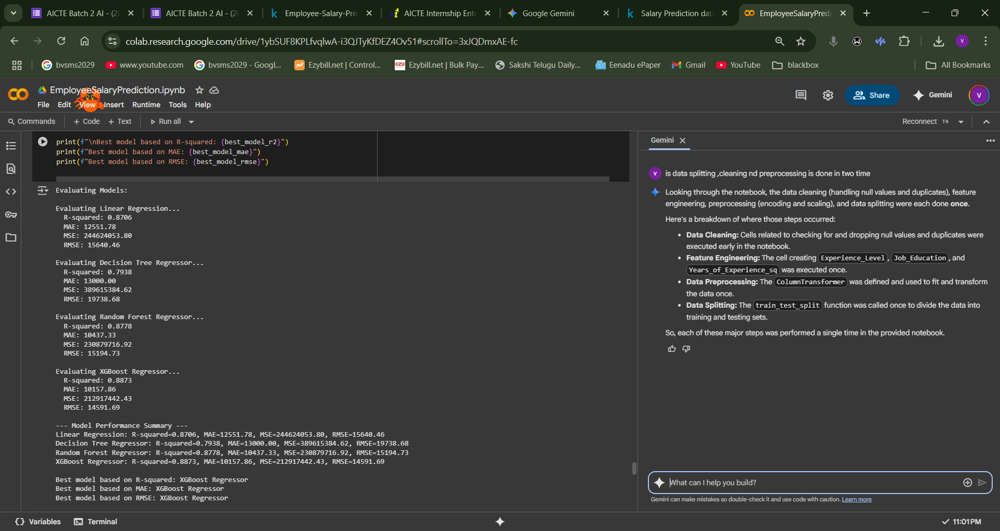 AICTE Batch 2 AI - (2
AICTE Batch 2 AI - (2
Employee-Salary-Pre
AICTE Internship Ente
Google Gemini
Salary Prediction dat
EmployeeSalaryPredi
colab.research.google.com/drive/1ybSUF8KPLfvqlwA-i3QJTyKfDEZ4Ov51#scrollTo=3xJQDmxAE-fc
V
bvsms2029
www.youtube.com
bvsms2029 - Googl...
Ezybill.net | Control...
Ezybill.net | Bulk Pay...
Sakshi Telugu Daily...
Eenadu ePaper
Gmail
YouTube
blackbox
All Bookmarks
EmployeeSalaryPrediction.ipynb
File Edit View Insert Runtime Tools Help
Share
Gemini
V
Commands + Code + Text Run all
Reconnect T4
print(f"\nBest model based on R-squared: {best_model_r2}")
print(f"Best model based on MAE: {best_model_mae}")
print(f"Best model based on RMSE: {best_model_rmse}")
Evaluating Models:
Evaluating Linear Regression...
R-squared: 0.8706
MAE: 12551.78
MSE: 244624053.80
RMSE: 15640.46
Evaluating Decision Tree Regressor...
R-squared: 0.7938
MAE: 13000.00
MSE: 389615384.62
RMSE: 19738.68
Evaluating Random Forest Regressor...
R-squared: 0.8778
MAE: 10437.33
MSE: 230879716.92
RMSE: 15194.73
Evaluating XGBoost Regressor...
R-squared: 0.8873
MAE: 10157.86
MSE: 212917442.43
RMSE: 14591.69
--- Model Performance Summary ---
Linear Regression: R-squared=0.8706, MAE=12551.78, MSE=244624053.80, RMSE=15640.46
Decision Tree Regressor: R-squared=0.7938, MAE=13000.00, MSE=389615384.62, RMSE=19738.68
Random Forest Regressor: R-squared=0.8778, MAE=10437.33, MSE=230879716.92, RMSE=15194.73
XGBoost Regressor: R-squared=0.8873, MAE=10157.86, MSE=212917442.43, RMSE=14591.69
Best model based on R-squared: XGBoost Regressor
Best model based on MAE: XGBoost Regressor
Best model based on RMSE: XGBoost Regressor
Gemini
V
is data splitting ,cleaning nd preprocessing is done in two time
Looking through the notebook, the data cleaning (handling null values and duplicates), feature
engineering, preprocessing (encoding and scaling), and data splitting were each done once.
Here's a breakdown of where those steps occurred:
• Data Cleaning: Cells related to checking for and dropping null values and duplicates were
executed early in the notebook.
• Feature Engineering: The cell creating Experience_Level, Job_Education, and
Years_of_Experience_sq was executed once.
• Data Preprocessing: The ColumnTransformer was defined and used to fit and transform
the data once.
• Data Splitting: The train_test_split function was called once to divide the data into
training and testing sets.
So, each of these major steps was performed a single time in the provided notebook.
What can I help you build?
Gemini can make mistakes so double-check it and use code with caution. Learn more
{} Variables
Terminal
11:01 PM